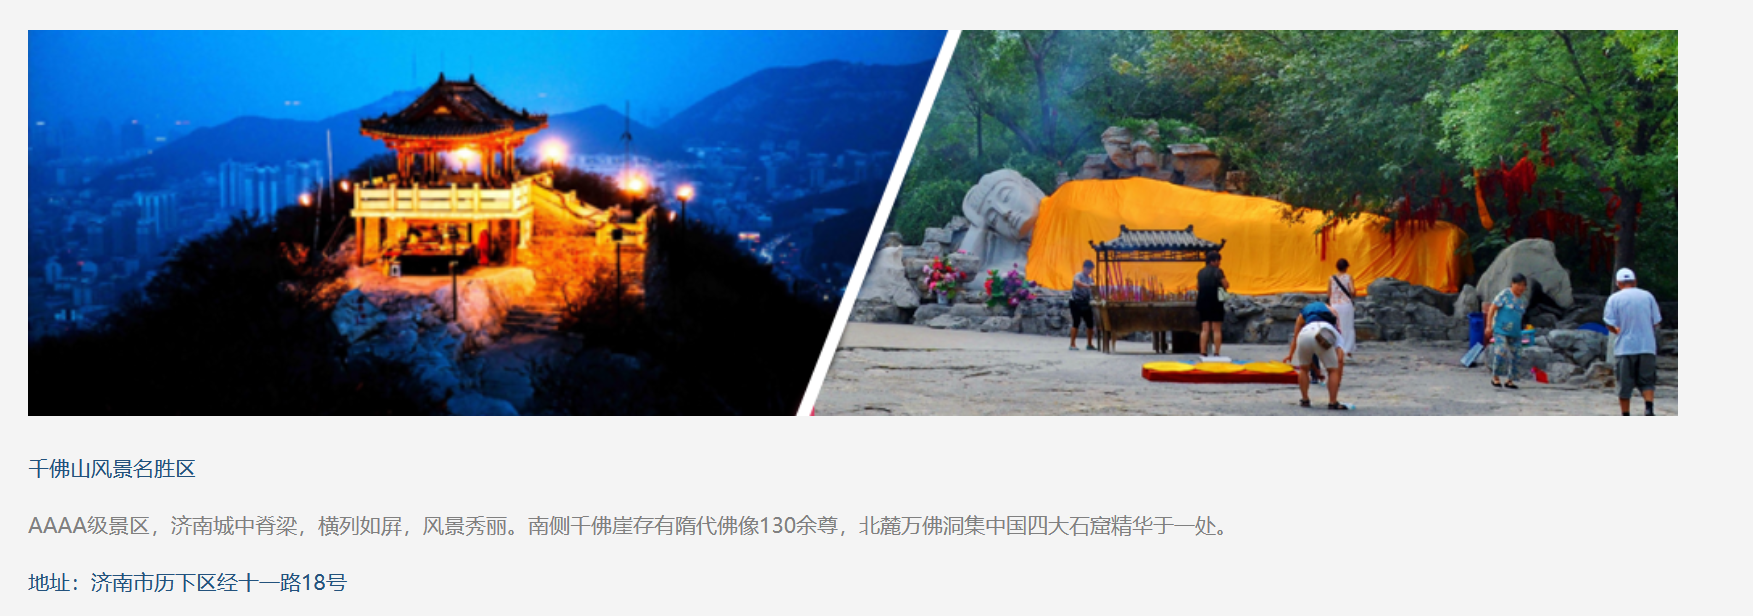 千佛山风景名胜区
AAAA级景区，济南城中脊梁，横列如屏，风景秀丽。南侧千佛崖存有隋代佛像130余尊，北麓万佛洞集中国四大石窟精华于一处。
地址：济南市历下区经十一路18号